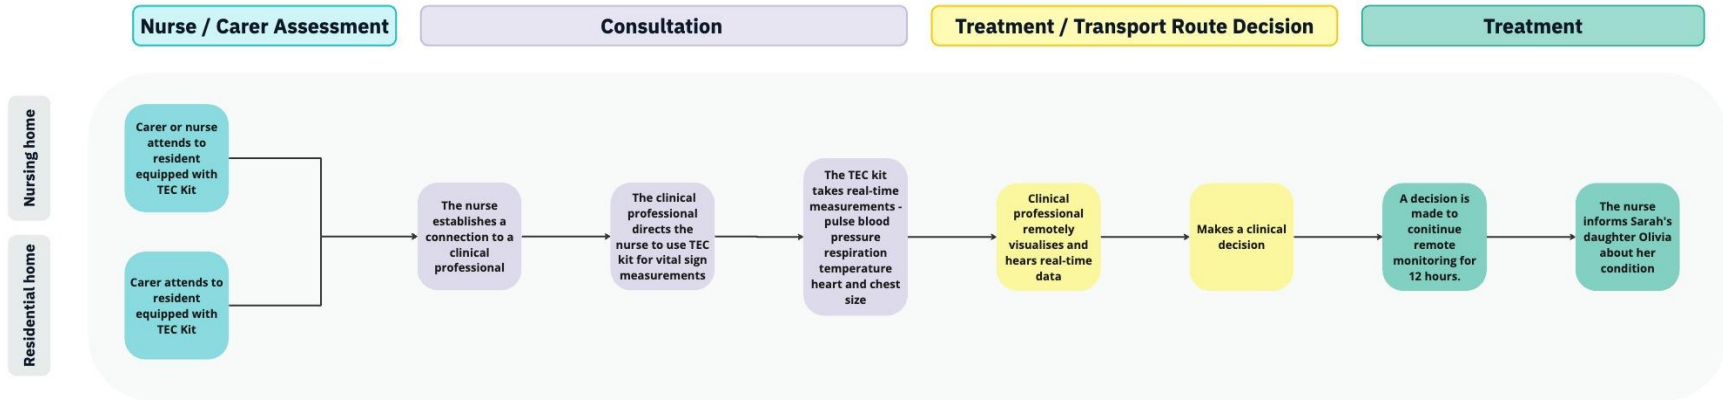 Nurse / Carer Assessment
Consultation
Treatment / Transport Route Decision
Treatment
Nursing home
Residential home
Carer or nurse
attends to
resident
equipped with
TEC Kit
Carer attends to
resident
equipped with
TEC Kit
The nurse
establishes a
connection to a
clinical
professional
The clinical
professional
directs the
nurse to use TEC
kit for vital sign
measurements
The TEC kit
takes real-time
measurements -
pulse blood
pressure
respiration
temperature
heart and chest
size
Clinical
professional
remotely
visualises and
hears real-time
data
Makes a clinical
decision
A decision is
made to
conitinue
remote
monitoring for
12 hours.
The nurse
informs Sarah's
daughter Olivia
about her
condition